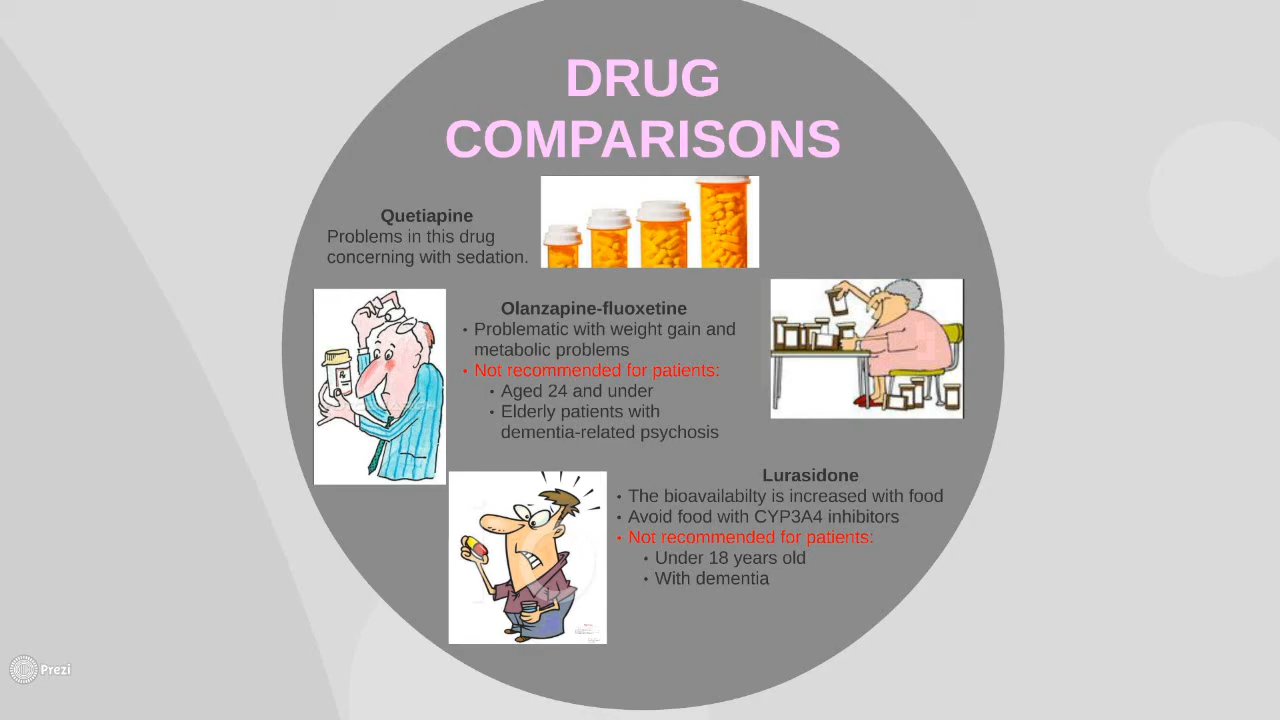 DRUG
COMPARISONS
Quetiapine
Problems in this drug
concerning with sedation.
Olanzapine-fluoxetine
• Problematic with weight gain and
metabolic problems
• Not recommended for patients:
• Aged 24 and under
• Elderly patients with
dementia-related psychosis
Lurasidone
• The bioavailabilty is increased with food
• Avoid food with CYP3A4 inhibitors
• Not recommended for patients:
• Under 18 years old
• With dementia
Prezi